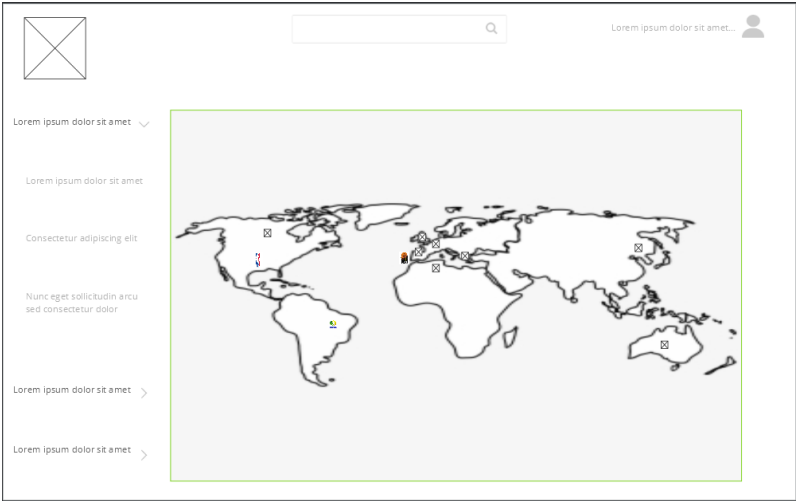 Lorem ipsum dolor sit amet...
Lorem ipsum dolor sit amet
Lorem ipsum dolor sit amet
Consectetur adipiscing elit
Nunc eget sollicitudin arcu
sed consectetur dolor
Lorem ipsum dolor sit amet
Lorem ipsum dolor sit amet